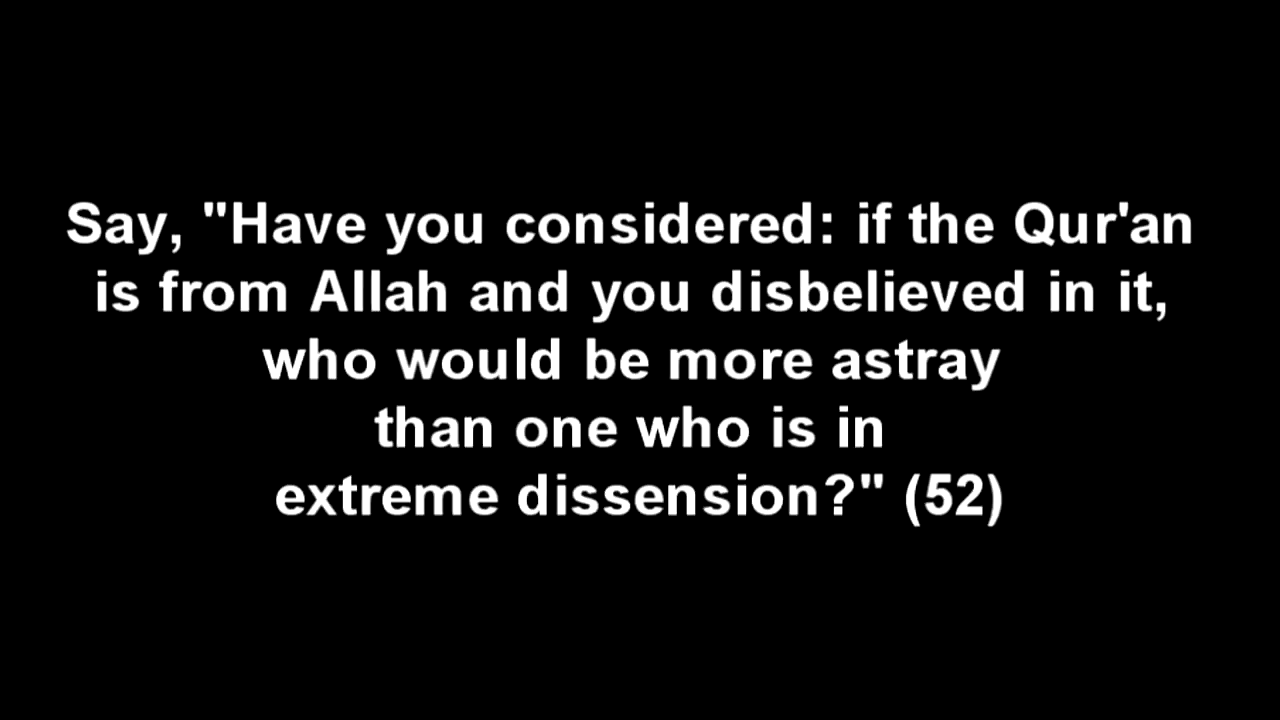 Say, "Have you considered: if the Qur'an
is from Allah and you disbelieved in it,
who would be more astray
than one who is in
extreme dissension?" (52)